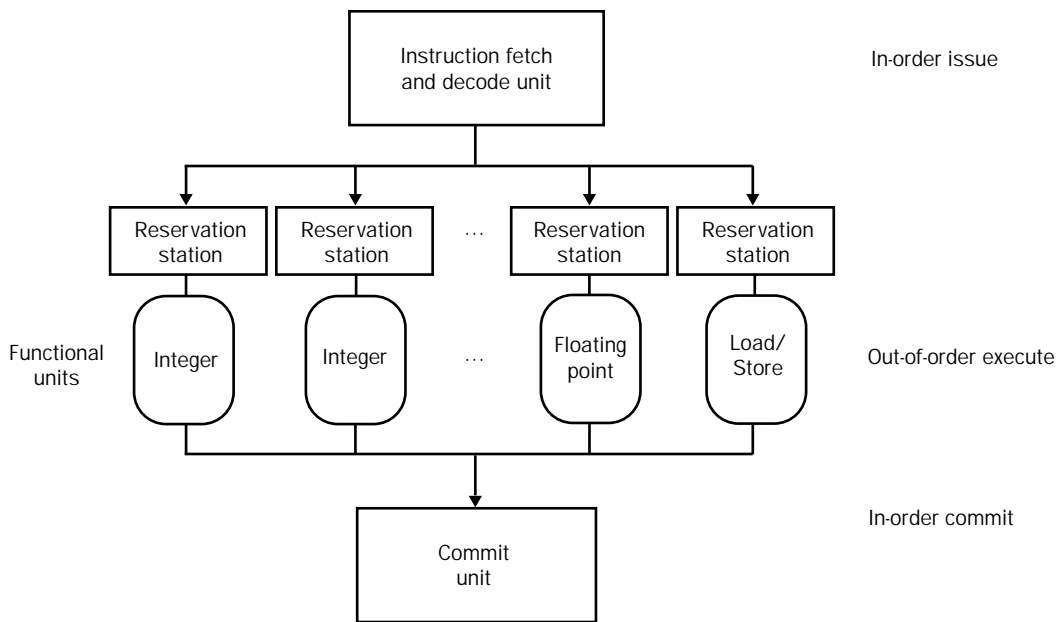 Instruction fetch
and decode unit
In-order issue
Reservation
station
Reservation
station
...
Reservation
station
Reservation
station
Functional
units
Integer
Integer
...
Floating
point
Load/
Store
Out-of-order execute
In-order commit
Commit
unit